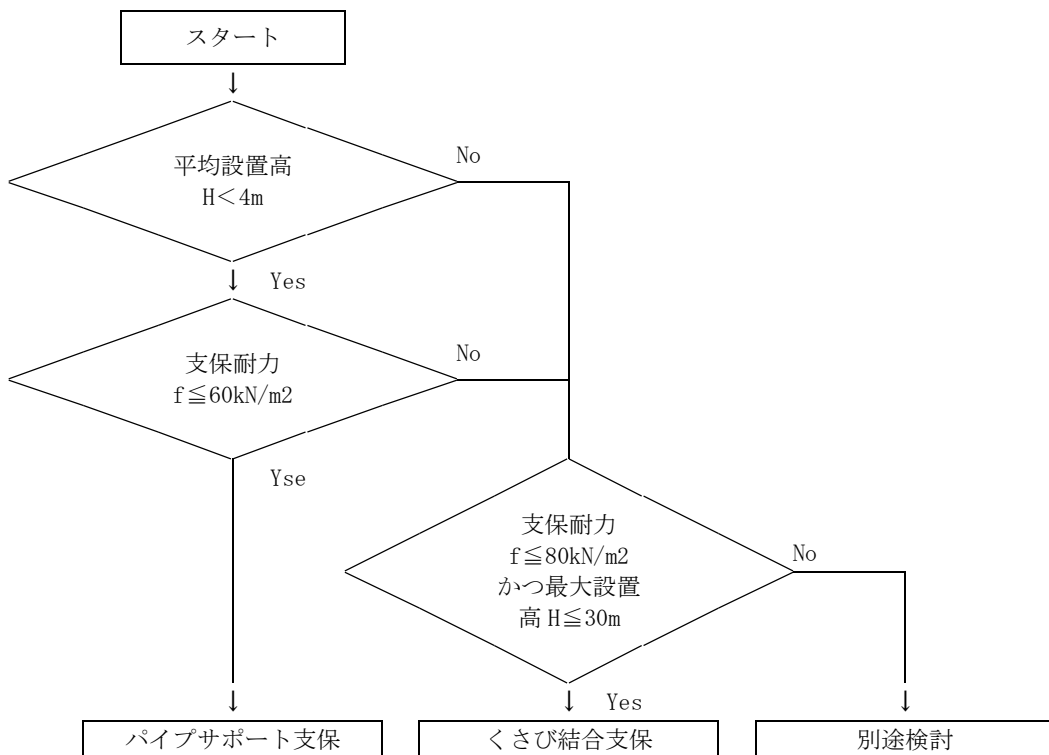 スタート
↓
平均設置高
H<4m
No
↓ Yes
支保耐力
f≦60kN/m2
No
Yse
支保耐力
f≦80kN/m2
かつ最大設置
高 H≦30m
No
↓ ↓ Yes ↓
パイプサポート支保
くさび結合支保
別途検討